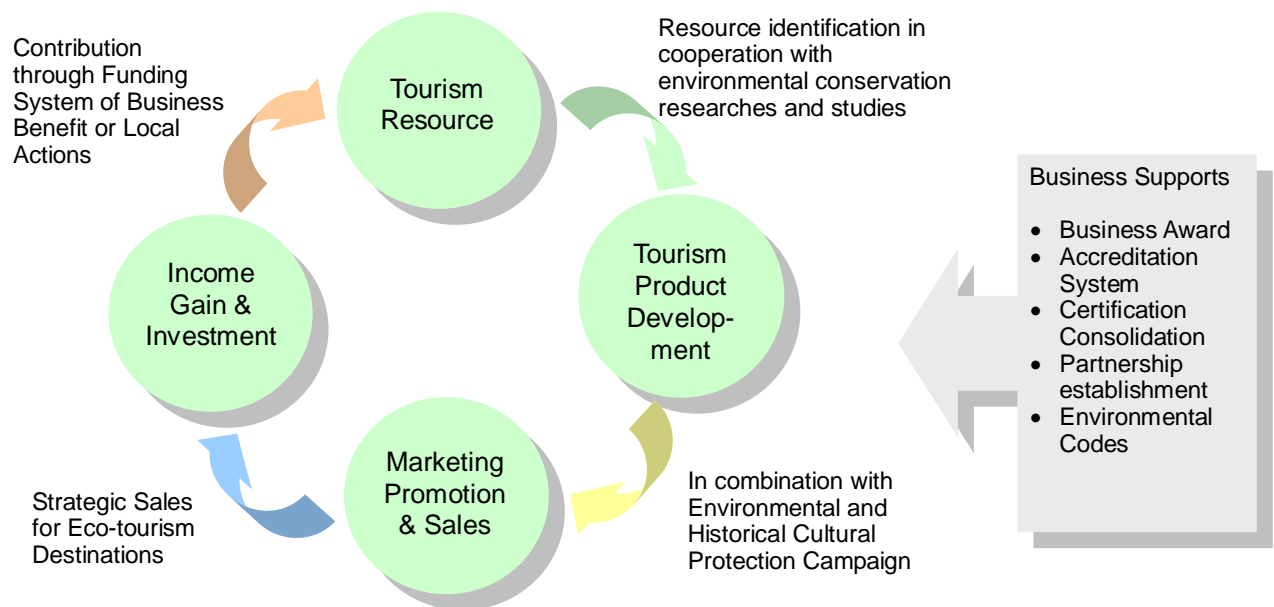 Contribution
through Funding
System of Business
Benefit or Local
Actions
Tourism
Resource
Resource identification in
cooperation with
environmental conservation
researches and studies
Income
Gain &
Investment
Tourism
Product
Develop-
ment
Marketing
Promotion
& Sales
Strategic Sales
for Eco-tourism
Destinations
In combination with
Environmental and
Historical Cultural
Protection Campaign
Business Supports
• Business Award
• Accreditation
System
• Certification
Consolidation
• Partnership
establishment
• Environmental
Codes